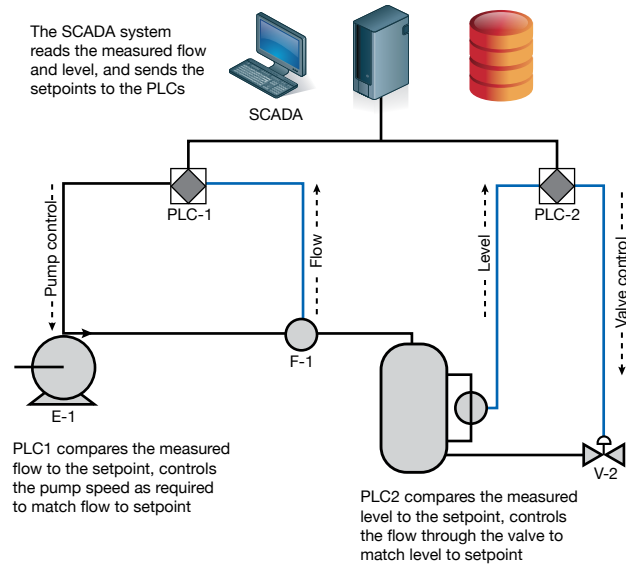 The SCADA system
reads the measured flow
and level, and sends the
setpoints to the PLCs
SCADA
PLC-1
PLC-2
Pump control
Flow
Level
Valve control
F-1
E-1
V-2
PLC1 compares the measured
flow to the setpoint, controls
the pump speed as required
to match flow to setpoint
PLC2 compares the measured
level to the setpoint, controls
the flow through the valve to
match level to setpoint